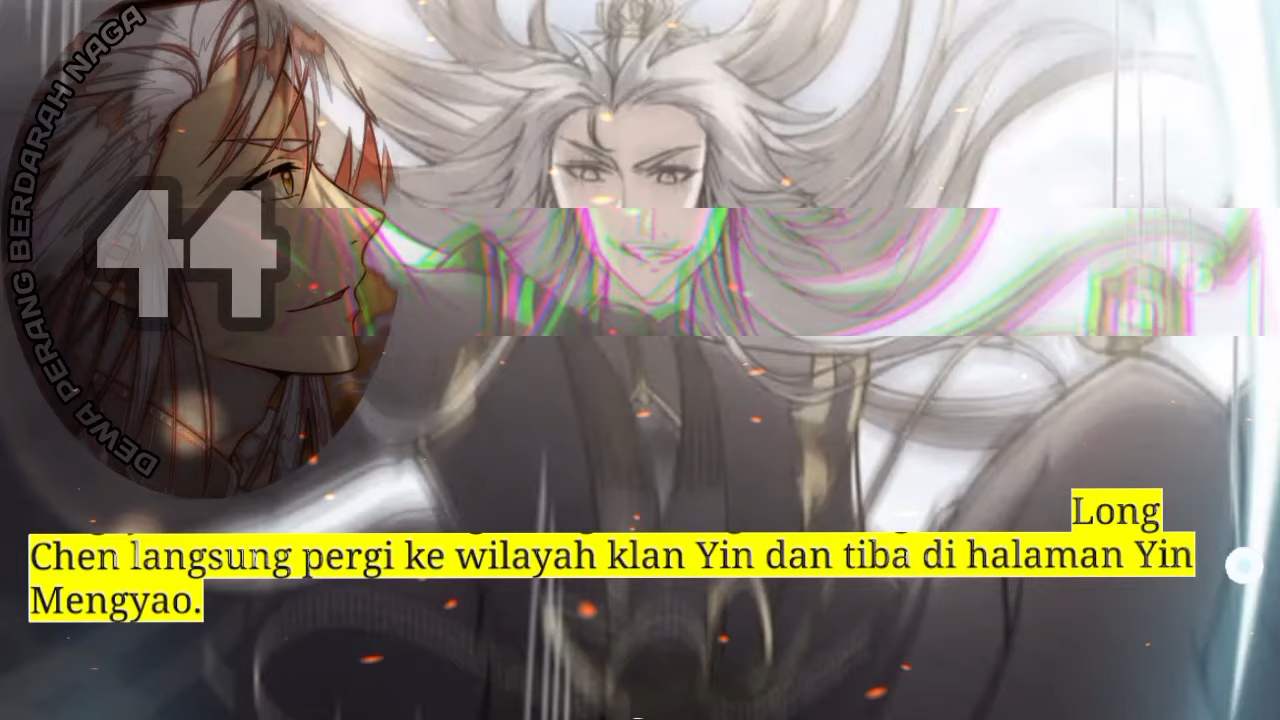 DEWA PERANG BERDARAH NAGA
44
Long
Chen langsung pergi ke wilayah klan Yin dan tiba di halaman Yin
Mengyao.